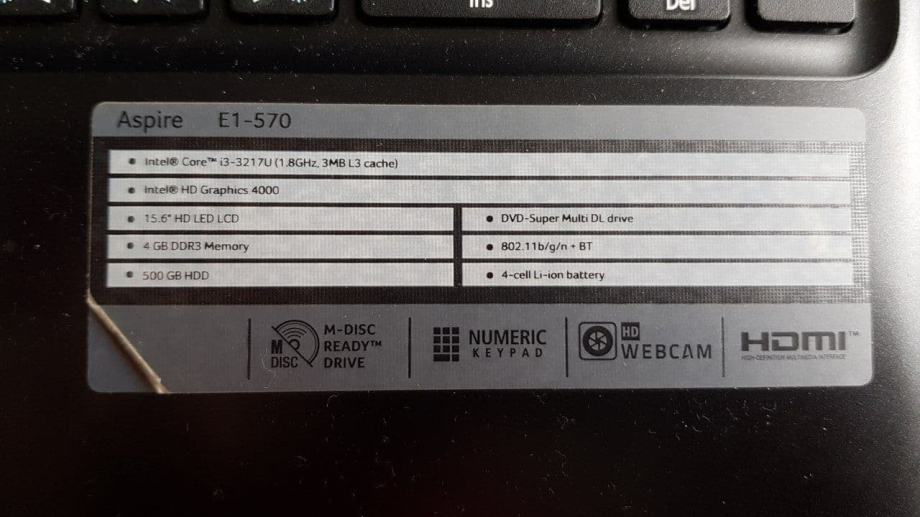 Ins
Del
Aspire E1-570
• Intel® Core™ i3-3217U (1.8GHz, 3MB L3 cache)
• Intel® HD Graphics 4000
• 15.6" HD LED LCD
• DVD-Super Multi DL drive
• 4 GB DDR3 Memory
• 802.11b/g/n + BT
• 500 GB HDD
• 4-cell Li-ion battery
M DISC
M-DISC
READY™
DRIVE
NUMERIC
KEYPAD
HD
WEBCAM
HDMI™
HIGH-DEFINITION MULTIMEDIA INTERFACE